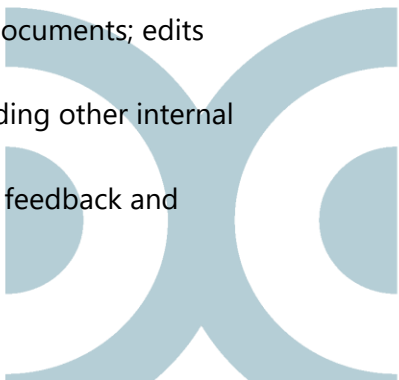 ocuments; edits
ding other internal
feedback and